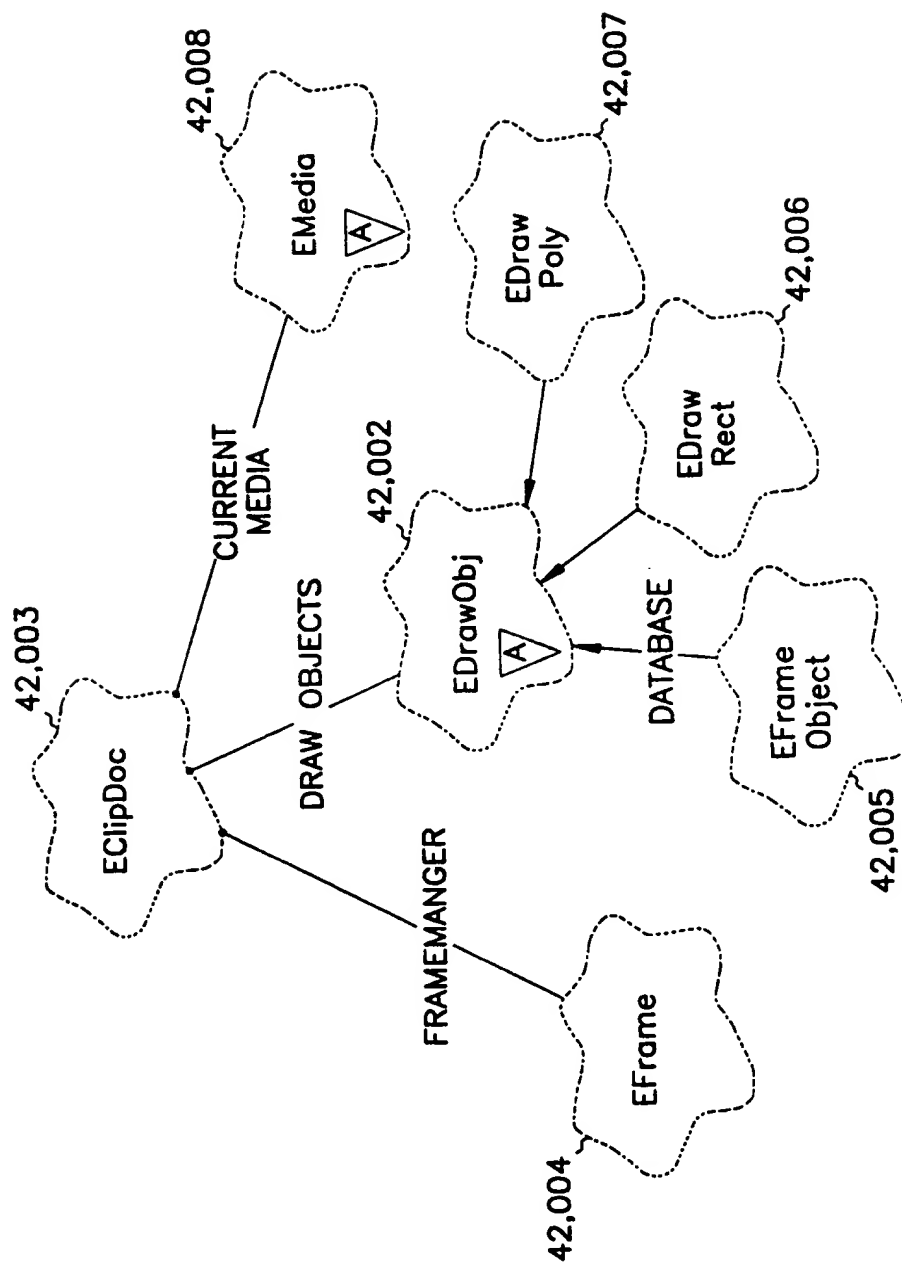 42,003
EClipDoc
42,008
EMedia
A
CURRENT
MEDIA
DRAW OBJECTS
FRAMEMANGER
42,002
EDrawObj
A
42,007
EDraw
Poly
42,006
EDraw
Rect
DATABASE
EFrame
Object
42,005
EFrame
42,004